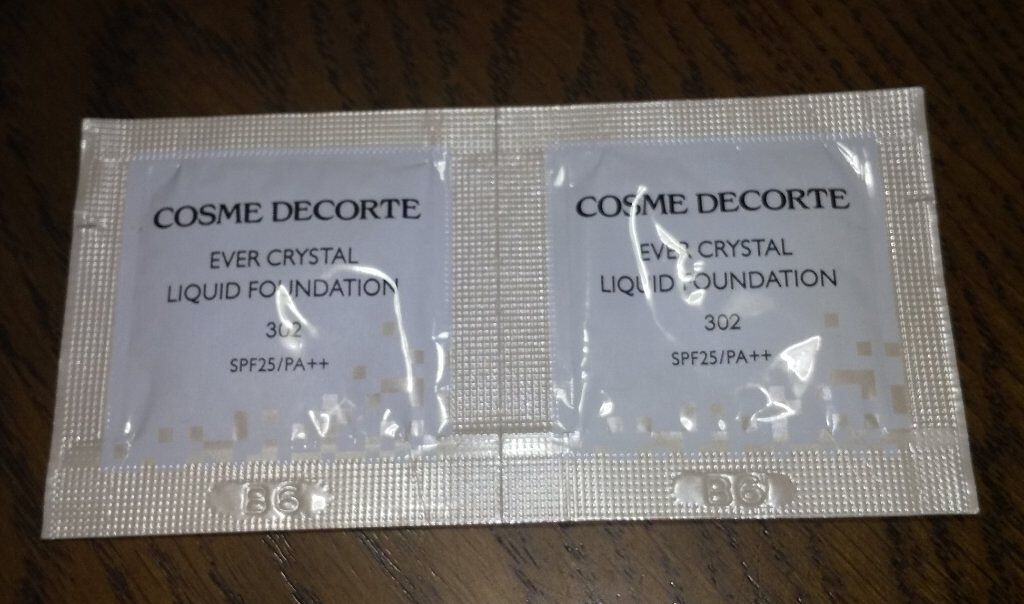 COSME DECORTE
EVER CRYSTAL
LIQUID FOUNDATION
302
SPF25/PA++
B6
COSME DECORTE
EVER CRYSTAL
LIQUID FOUNDATION
302
SPF25/PA++
B6